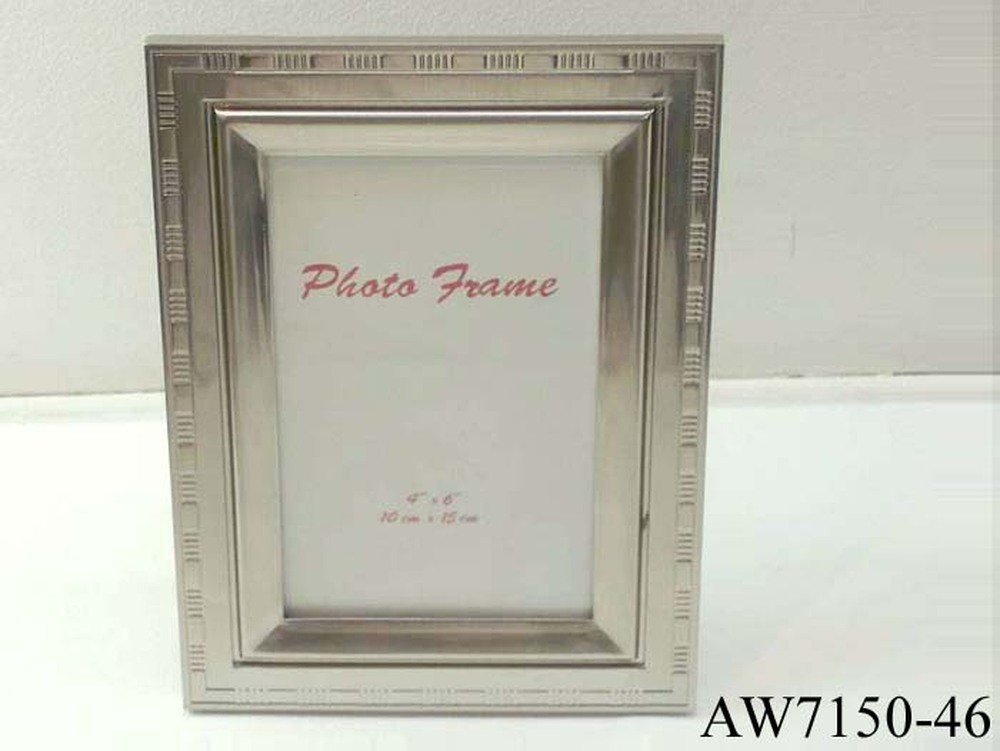 Photo Frame
4" x 6"
10 cm x 15 cm
AW7150-46